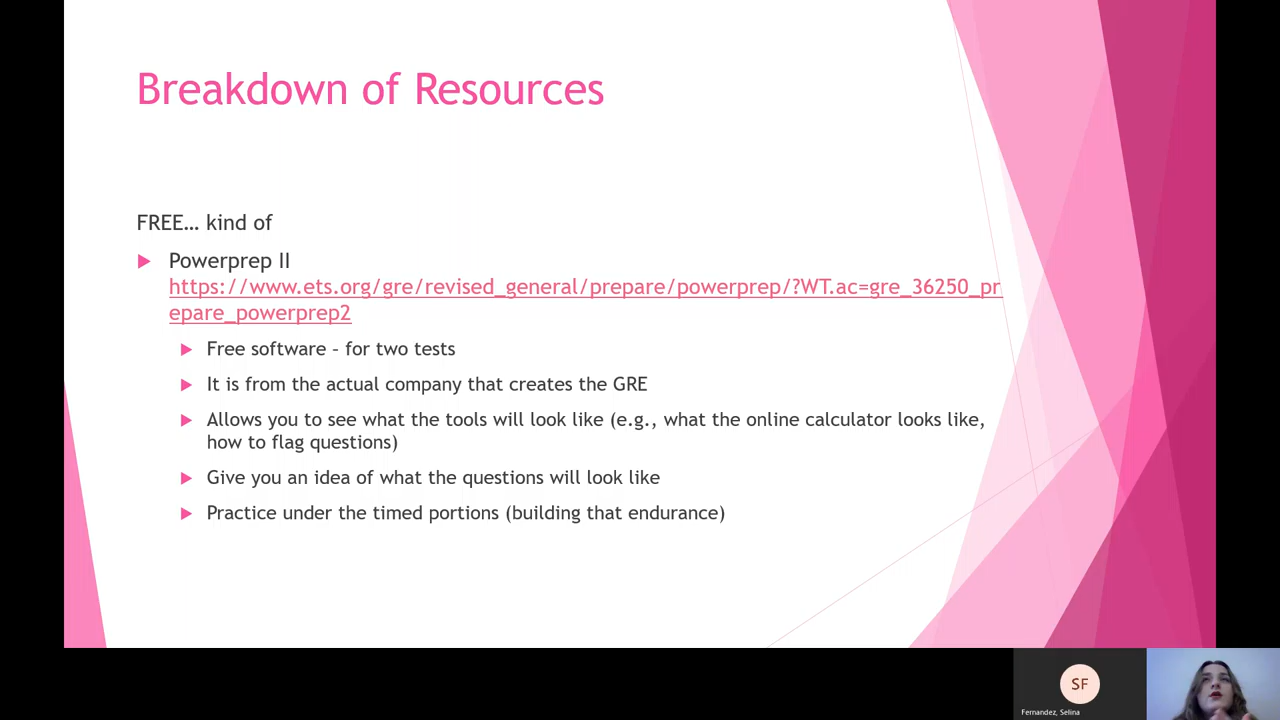 Breakdown of Resources
FREE... kind of
Powerprep II
https://www.ets.org/gre/revised_general/prepare/powerprep/?WT.ac=gre_36250_pr
epare_powerprep2
Free software – for two tests
It is from the actual company that creates the GRE
Allows you to see what the tools will look like (e.g., what the online calculator looks like,
how to flag questions)
Give you an idea of what the questions will look like
Practice under the timed portions (building that endurance)
SF
Fernandez, Selina